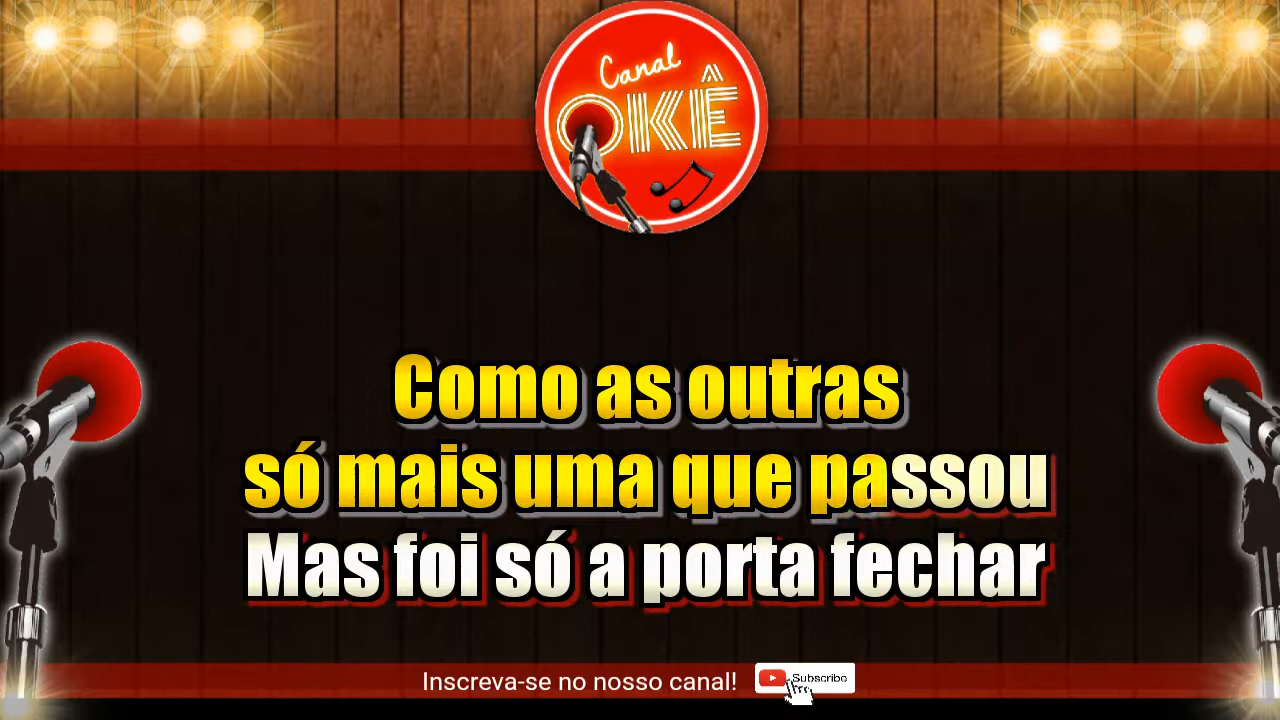 Canal
OKÊ
Como as outras
só mais uma que passou
Mas foi só a porta fechar
Inscreva-se no nosso canal!
Subscribe